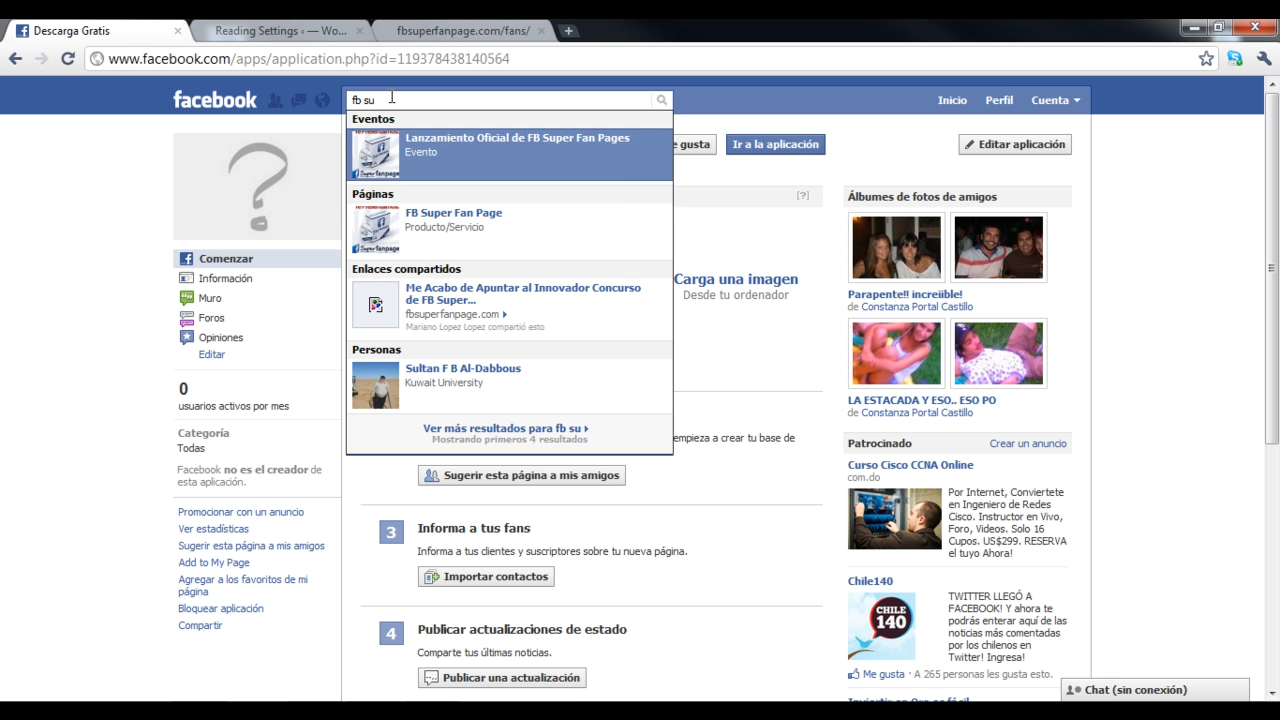 Descarga Gratis
Reading Settings ‹ — Wo...
fbsuperfanpage.com/fans/
www.facebook.com/apps/application.php?id=119378438140564
facebook
fb su
Inicio
Perfil
Cuenta
Eventos
Lanzamiento Oficial de FB Super Fan Pages
Evento
Páginas
FB Super Fan Page
Producto/Servicio
Enlaces compartidos
Me Acabo de Apuntar al Innovador Concurso
de FB Super...
fbsuperfanpage.com
Mariano Lopez Lopez compartió esto
Personas
Sultan F B Al-Dabbous
Kuwait University
Ver más resultados para fb su
Mostrando primeros 4 resultados
e gusta
Ir a la aplicación
Editar aplicación
[?]
Carga una imagen
Desde tu ordenador
empieza a crear tu base de
Sugerir esta página a mis amigos
3
Informa a tus fans
Informa a tus clientes y suscriptores sobre tu nueva página.
Importar contactos
4
Publicar actualizaciones de estado
Comparte tus últimas noticias.
Publicar una actualización
Comenzar
Información
Muro
Foros
Opiniones
Editar
0
usuarios activos por mes
Categoría
Todas
Facebook no es el creador de
esta aplicación.
Promocionar con un anuncio
Ver estadísticas
Sugerir esta página a mis amigos
Add to My Page
Agregar a los favoritos de mi
página
Bloquear aplicación
Compartir
Álbumes de fotos de amigos
Parapente!! increiible!
de Constanza Portal Castillo
LA ESTACADA Y ESO.. ESO PO
de Constanza Portal Castillo
Patrocinado
Crear un anuncio
Curso Cisco CCNA Online
com.do
Por Internet, Conviertete
en Ingeniero de Redes
Cisco. Instructor en Vivo,
Foro, Videos. Solo 16
Cupos. US$299. RESERVA
el tuyo Ahora!
Chile140
CHILE
140
TWITTER LLEGÓ A
FACEBOOK! Y ahora te
podrás enterar aquí de las
noticias más comentadas
por los chilenos en
Twitter! Ingresa!
Me gusta · A 265 personas les gusta esto.
Chat (sin conexión)